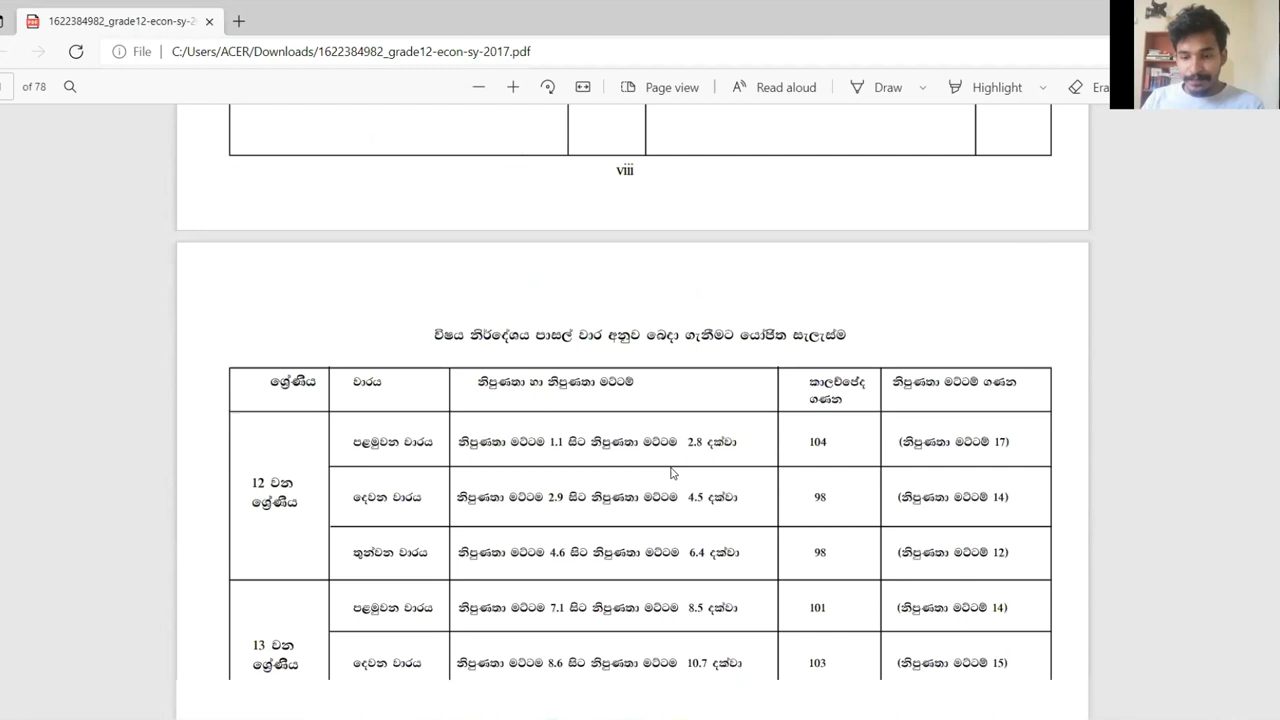 1622384982_grade12-econ-sy-2
File C:/Users/ACER/Downloads/1622384982_grade12-econ-sy-2017.pdf
of 78 Page view Read aloud Draw Highlight
viii
විෂය නිර්දේශය පාසල් වාර අනුව බෙදා ගැනීමට යෝජිත සැලැස්ම
ශ්‍රේණිය වාරය නිපුණතා හා නිපුණතා මට්ටම් කාලච්ඡේද ගණන නිපුණතා මට්ටම් ගණන
12 වන ශ්‍රේණිය
පළමුවන වාරය නිපුණතා මට්ටම 1.1 සිට නිපුණතා මට්ටම 2.8 දක්වා 104 (නිපුණතා මට්ටම් 17)
දෙවන වාරය නිපුණතා මට්ටම 2.9 සිට නිපුණතා මට්ටම 4.5 දක්වා 98 (නිපුණතා මට්ටම් 14)
තුන්වන වාරය නිපුණතා මට්ටම 4.6 සිට නිපුණතා මට්ටම 6.4 දක්වා 98 (නිපුණතා මට්ටම් 12)
13 වන ශ්‍රේණිය
පළමුවන වාරය නිපුණතා මට්ටම 7.1 සිට නිපුණතා මට්ටම 8.5 දක්වා 101 (නිපුණතා මට්ටම් 14)
දෙවන වාරය නිපුණතා මට්ටම 8.6 සිට නිපුණතා මට්ටම 10.7 දක්වා 103 (නිපුණතා මට්ටම් 15)